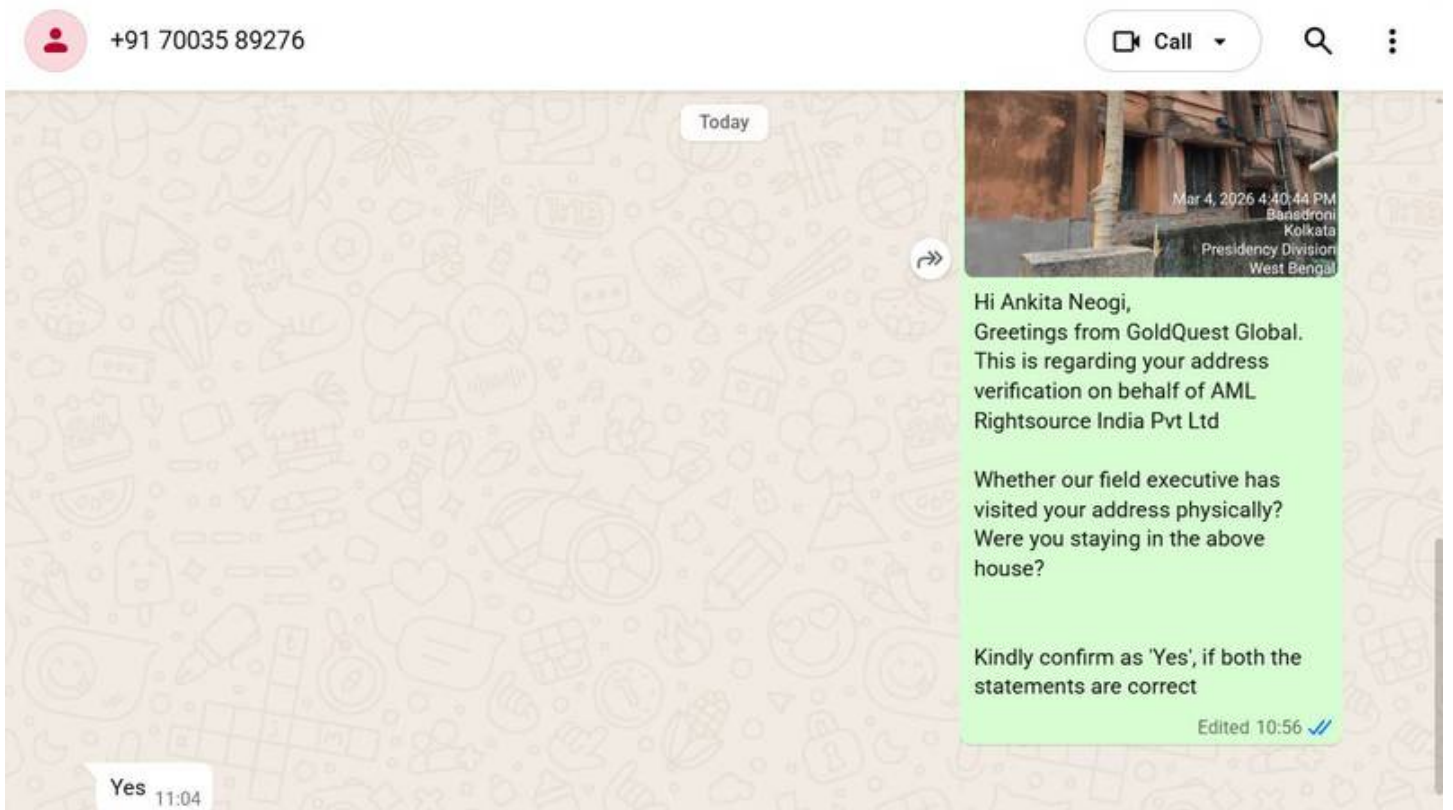 +91 70035 89276
Call
Today
Mar 4, 2026 4:40:44 PM
Bansdroni
Kolkata
Presidency Division
West Bengal
Hi Ankita Neogi,
Greetings from GoldQuest Global.
This is regarding your address
verification on behalf of AML
Rightsource India Pvt Ltd
Whether our field executive has
visited your address physically?
Were you staying in the above
house?
Kindly confirm as 'Yes', if both the
statements are correct
Edited 10:56
Yes 11:04